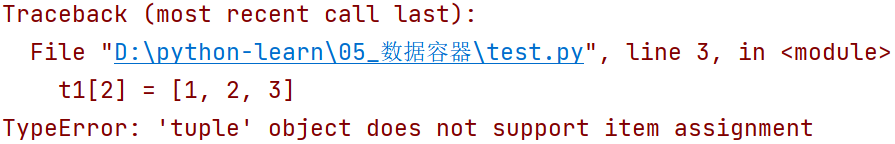 Traceback (most recent call last):
  File "D:\python-learn\05_数据容器\test.py", line 3, in <module>
    t1[2] = [1, 2, 3]
TypeError: 'tuple' object does not support item assignment